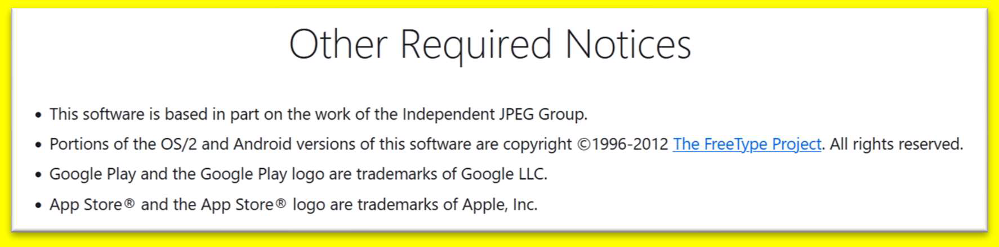 Other Required Notices
• This software is based in part on the work of the Independent JPEG Group.
• Portions of the OS/2 and Android versions of this software are copyright ©1996-2012 The FreeType Project. All rights reserved.
• Google Play and the Google Play logo are trademarks of Google LLC.
• App Store® and the App Store® logo are trademarks of Apple, Inc.